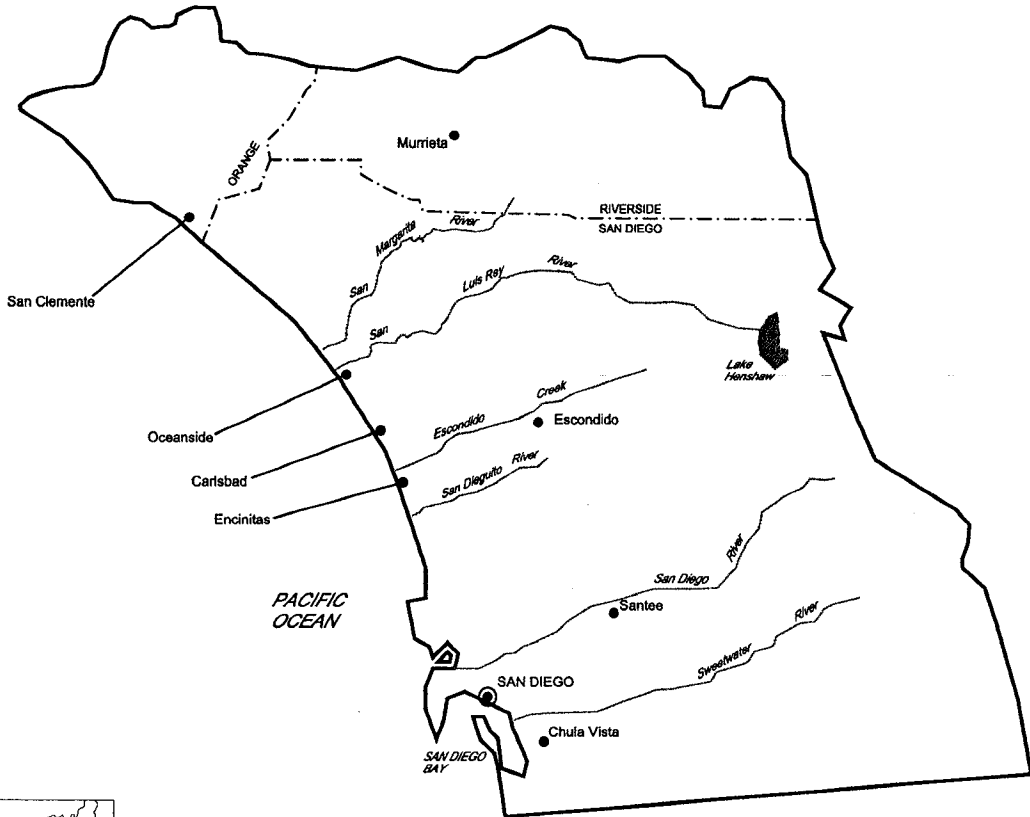 Murrieta
ORANGE
RIVERSIDE
SAN DIEGO
San Margarita River
San Clemente
San Luis Rey River
Lake
Henshaw
Oceanside
Escondido Creek
Escondido
Carlsbad
San Dieguito River
Encinitas
San Diego River
PACIFIC
OCEAN
Santee
Sweetwater River
SAN DIEGO
Chula Vista
SAN DIEGO
BAY